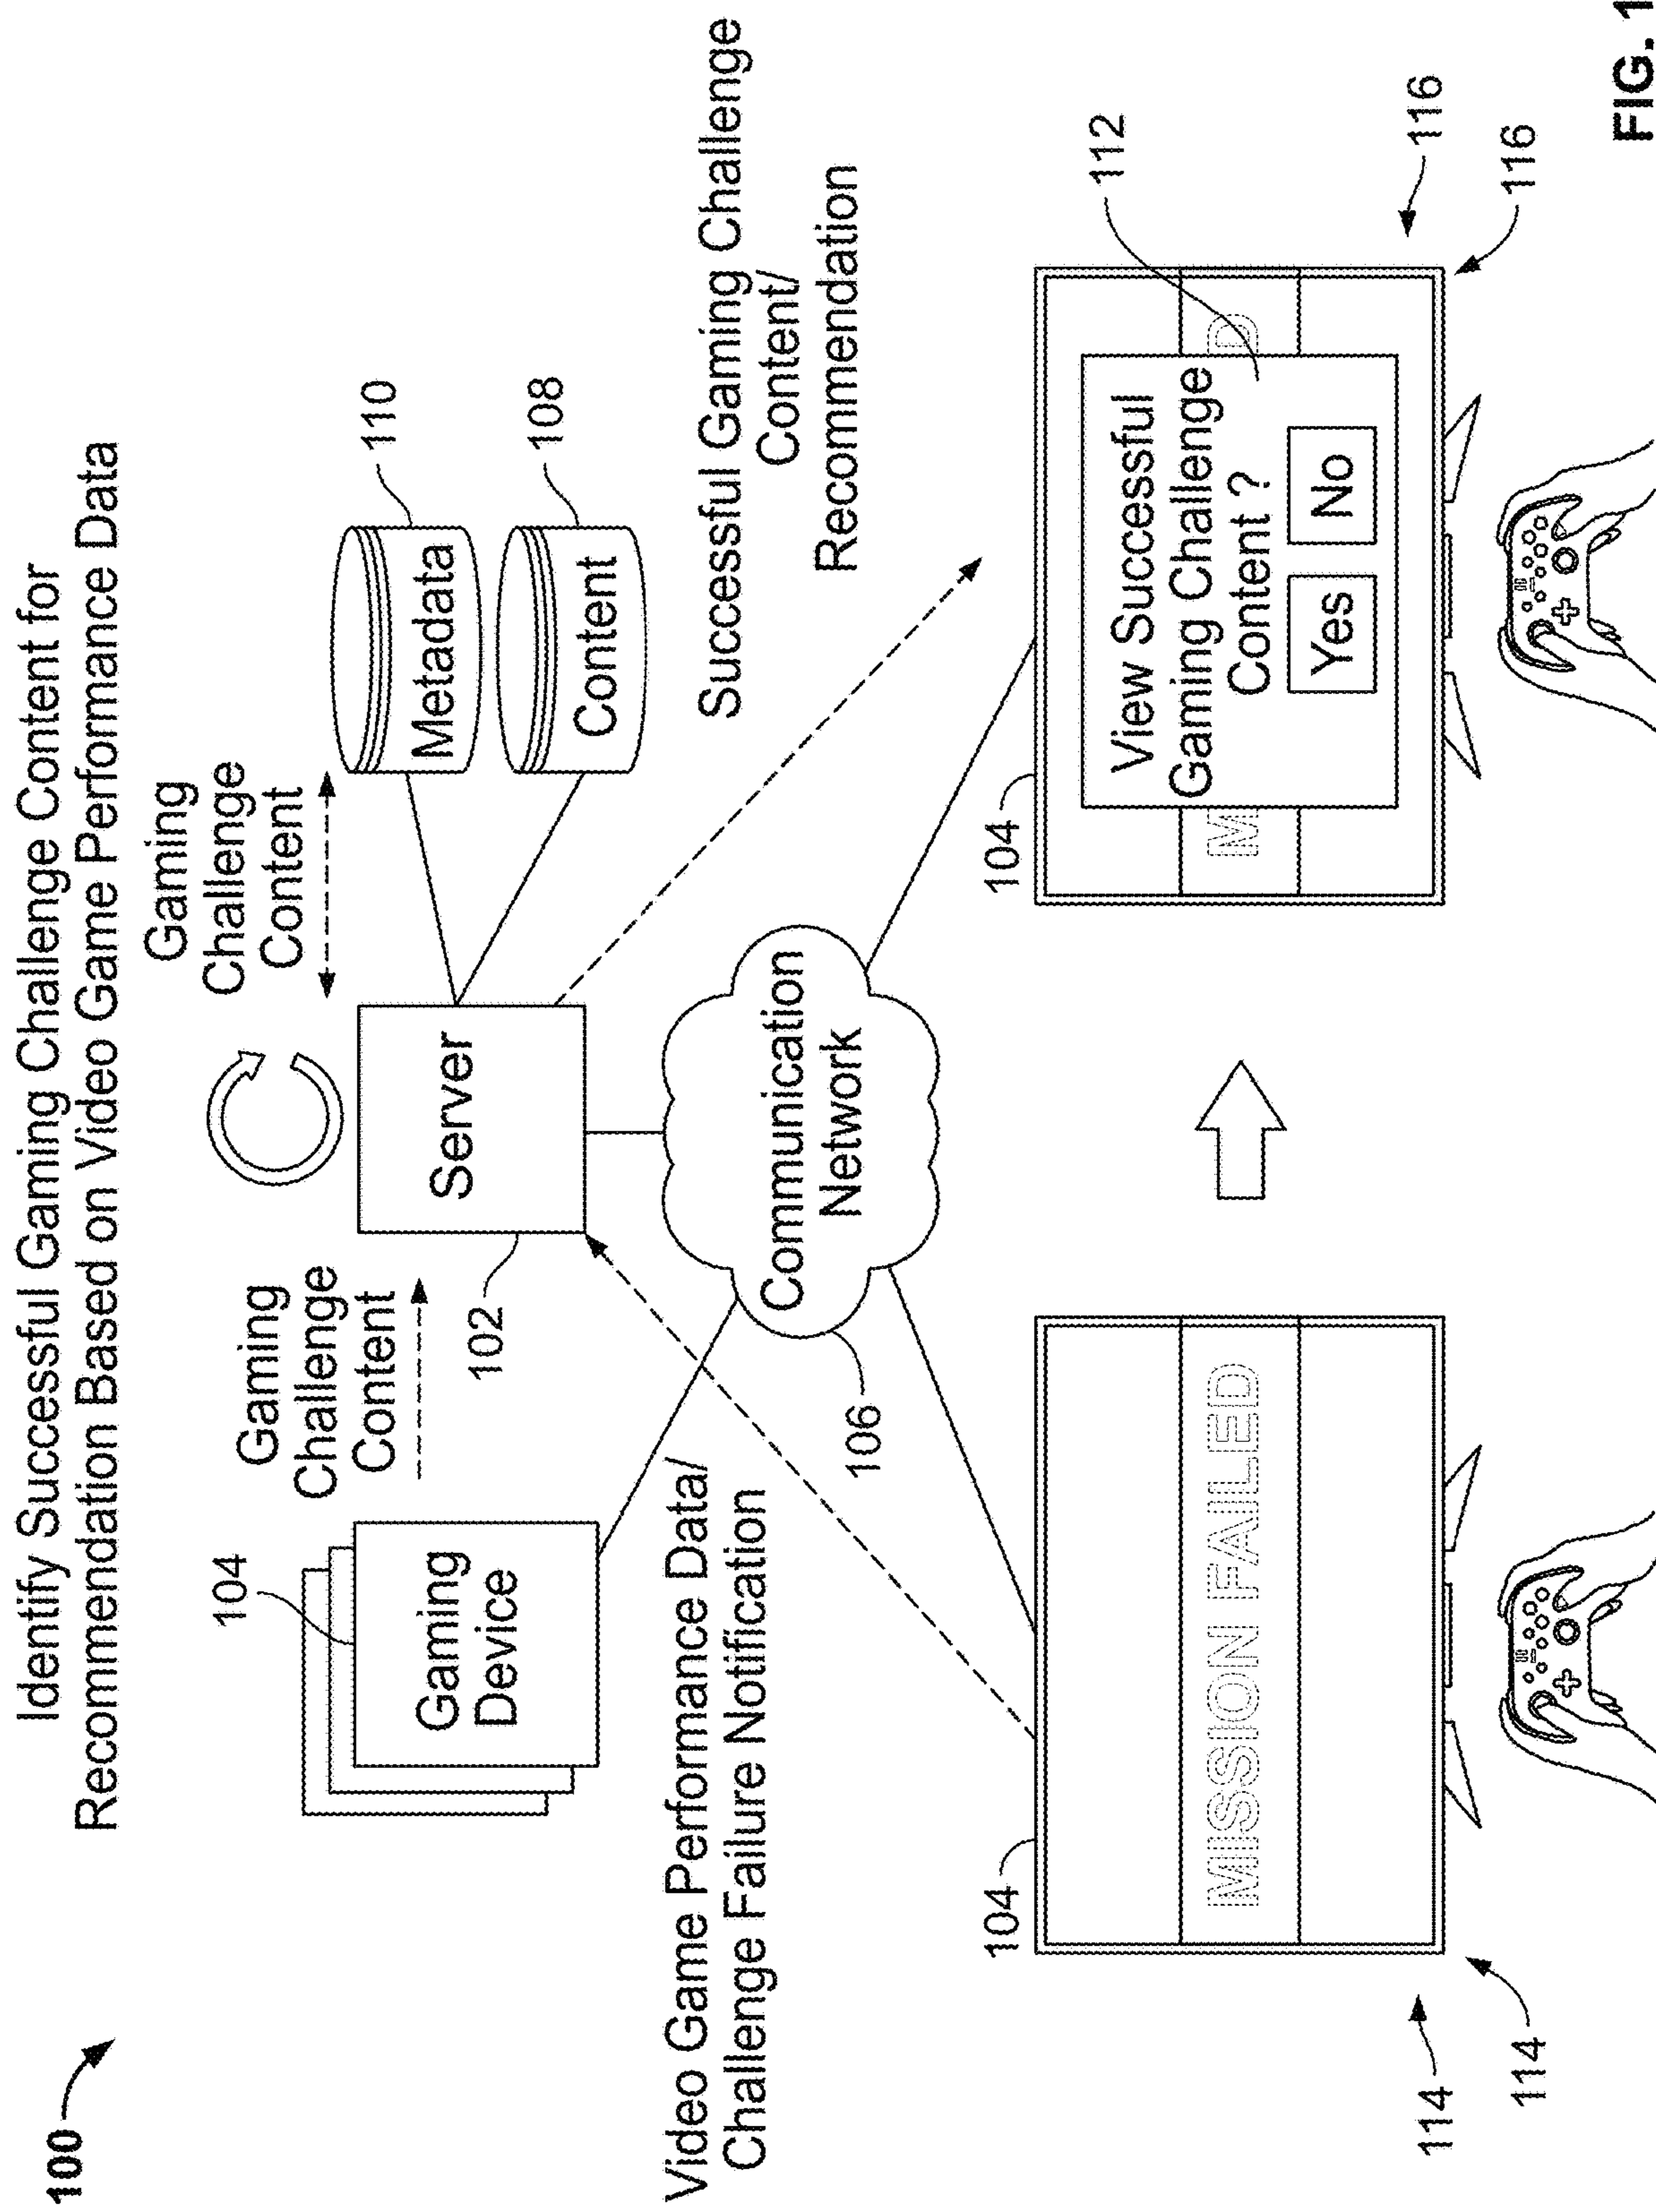 100
Identify Successful Gaming Challenge Content for
Recommendation Based on Video Game Performance Data
104
Gaming
Device
Gaming
Challenge
Content
102
Server
Gaming
Challenge
Content
110
Metadata
108
Content
Video Game Performance Data/
Challenge Failure Notification
106
Communication
Network
Successful Gaming Challenge
Content/
Recommendation
104
MISSION FAILED
114
114
104
M
D
View Successful
Gaming Challenge
Content ?
Yes
No
112
116
116
FIG. 1